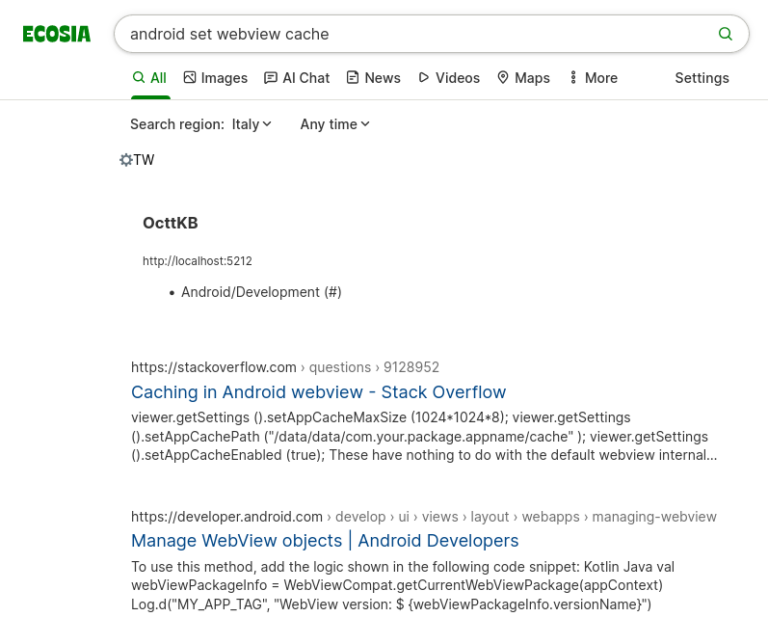 ECOSIA
android set webview cache
All Images AI Chat News Videos Maps More Settings
Search region: Italy Any time
TW
OcttKB
http://localhost:5212
• Android/Development (#)
https://stackoverflow.com › questions › 9128952
Caching in Android webview - Stack Overflow
viewer.getSettings ().setAppCacheMaxSize (1024*1024*8); viewer.getSettings
().setAppCachePath ("/data/data/com.your.package.appname/cache" ); viewer.getSettings
().setAppCacheEnabled (true); These have nothing to do with the default webview internal...
https://developer.android.com › develop › ui › views › layout › webapps › managing-webview
Manage WebView objects | Android Developers
To use this method, add the logic shown in the following code snippet: Kotlin Java val
webViewPackageInfo = WebViewCompat.getCurrentWebViewPackage(appContext)
Log.d("MY_APP_TAG", "WebView version: $ {webViewPackageInfo.versionName}")